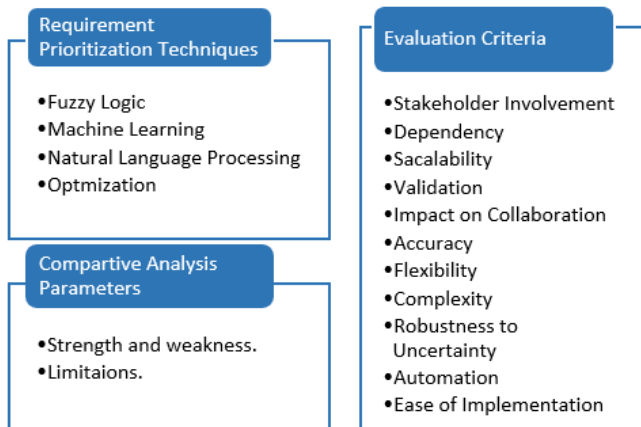 Requirement
Prioritization Techniques
•Fuzzy Logic
•Machine Learning
•Natural Language Processing
•Optmization
Compartive Analysis
Parameters
•Strength and weakness.
•Limitaions.
Evaluation Criteria
•Stakeholder Involvement
•Dependency
•Sacalability
•Validation
•Impact on Collaboration
•Accuracy
•Flexibility
•Complexity
•Robustness to
Uncertainty
•Automation
•Ease of Implementation